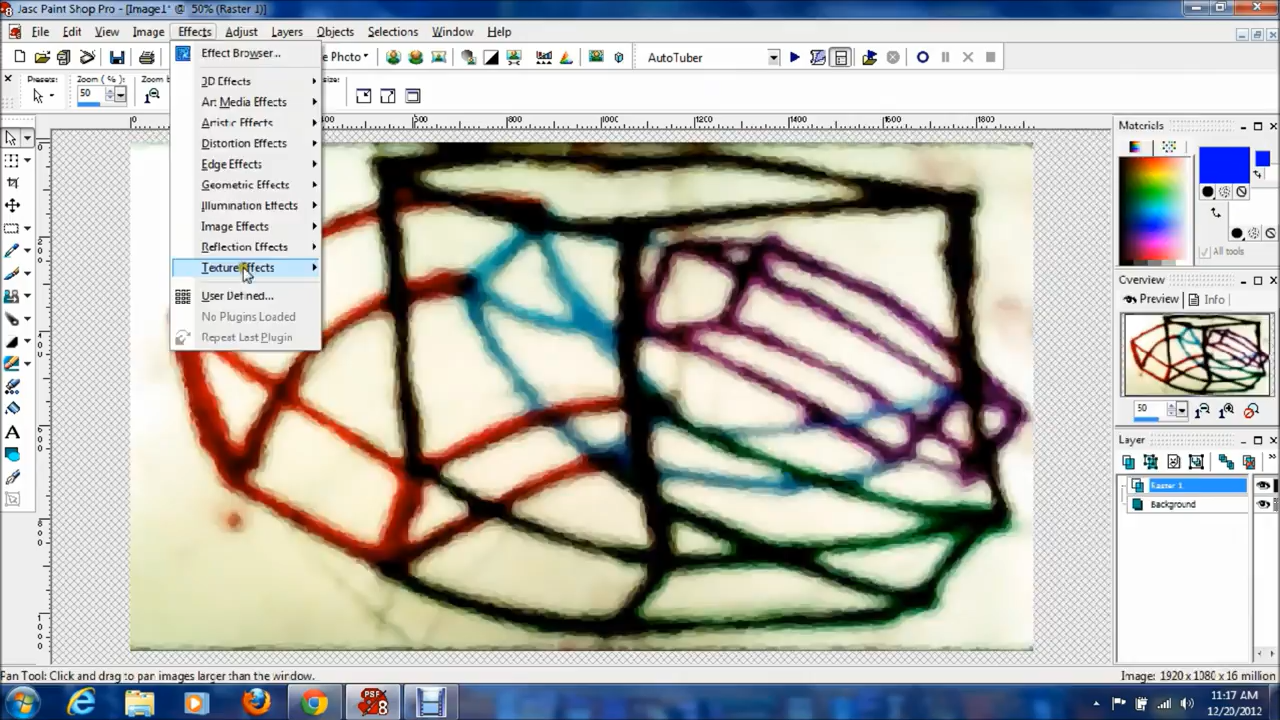 Jasc Paint Shop Pro - [Image1* @ 50% (Raster 1)]
File Edit View Image Effects Adjust Layers Objects Selections Window Help
Photo
AutoTuber
Presets:
Zoom (%):
50
Effect Browser...
3D Effects
Art Media Effects
Artistic Effects
Distortion Effects
Edge Effects
Geometric Effects
Illumination Effects
Image Effects
Reflection Effects
Texture Effects
User Defined...
No Plugins Loaded
Repeat Last Plugin
Materials
All tools
Overview
Preview Info
50
Layer
Raster 1
Background
Pan Tool: Click and drag to pan images larger than the window.
Image: 1920 x 1080 x 16 million
11:17 AM
12/20/2012